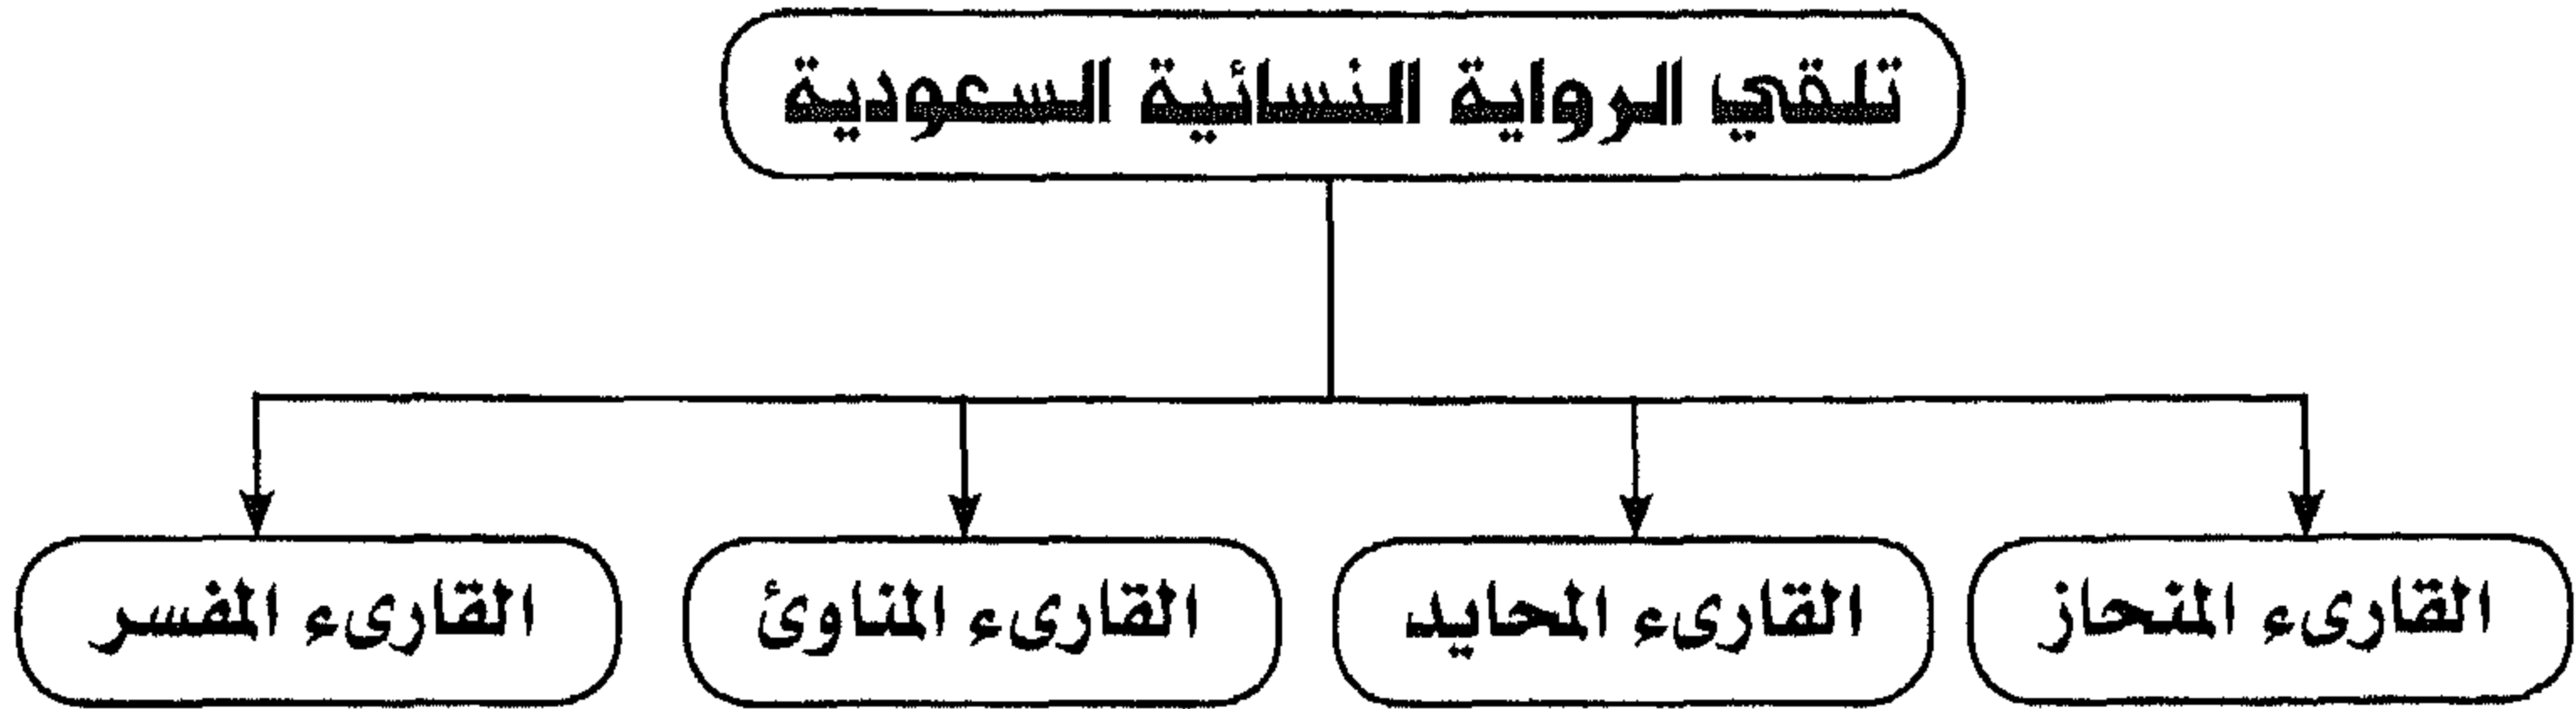 تلقي الرواية النسائية السعودية
القارىء المنحاز
القارىء المحايد
القارىء المناوئ
القارىء المفسر